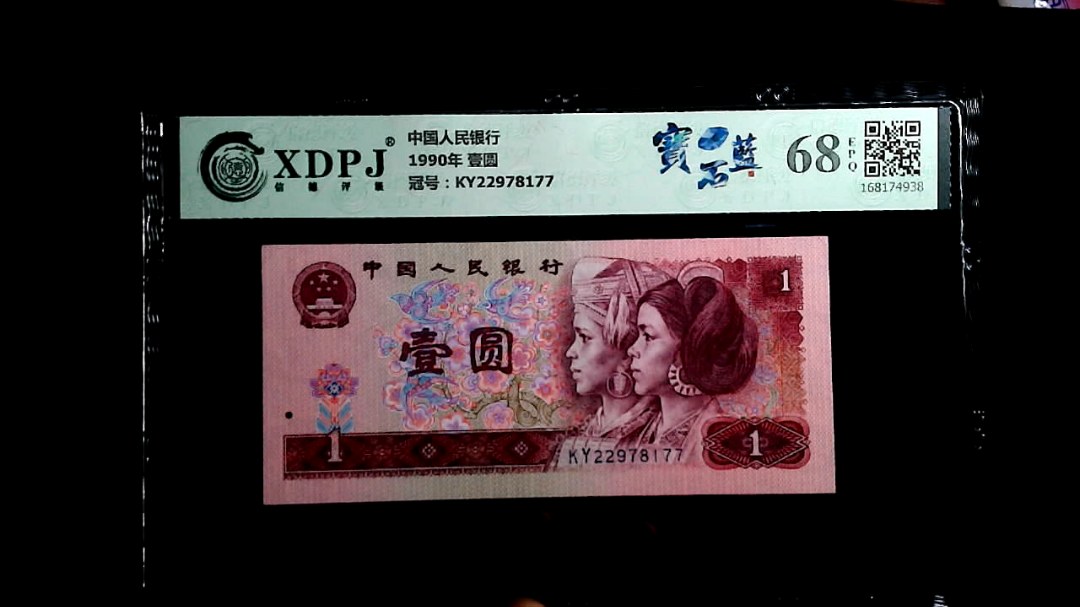 XDPJ®
信德评级
中国人民银行
1990年 壹圆
冠号：KY22978177
寶石藍
68
EPQ
168174938
中国人民银行
1
壹圆
1
KY22978177
1